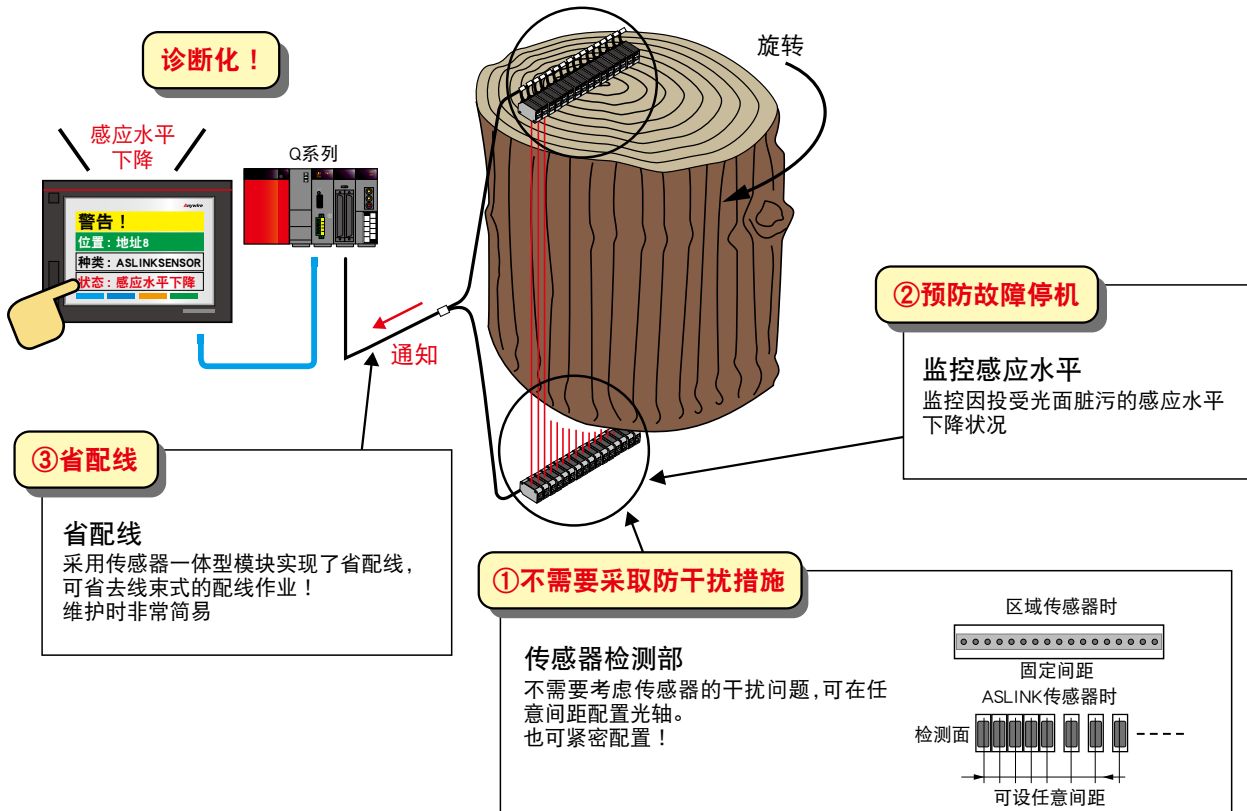 诊断化！
感应水平
下降
Q系列
旋转
Anywire
警告！
位置：地址8
种类：ASLINKSENSOR
状态：感应水平下降
通知
②预防故障停机
监控感应水平
监控因投受光面脏污的感应水平
下降状况
③省配线
省配线
采用传感器一体型模块实现了省配线，
可省去线束式的配线作业！
维护时非常简易
①不需要采取防干扰措施
传感器检测部
不需要考虑传感器的干扰问题，可在任
意间距配置光轴。
也可紧密配置！
区域传感器时
固定间距
ASLINK传感器时
检测面
可设任意间距